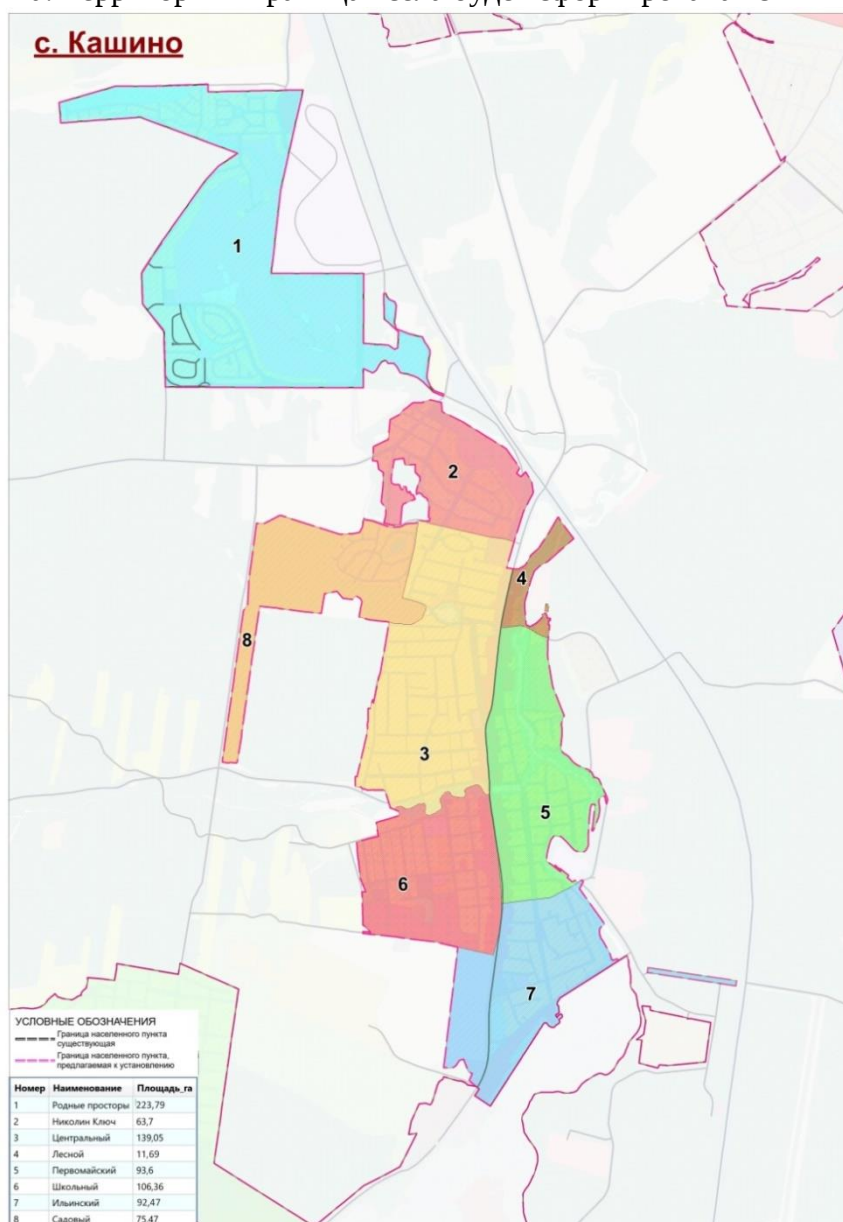 с. Кашино
1
2
4
8
3
5
6
7
УСЛОВНЫЕ ОБОЗНАЧЕНИЯ
Граница населенного пункта
существующая
Граница населенного пункта,
предлагаемая к установлению
Номер Наименование Площадь_га
1 Родные просторы 223,79
2 Николин Ключ 63,7
3 Центральный 139,05
4 Лесной 11,69
5 Первомайский 93,6
6 Школьный 106,36
7 Ильинский 92,47
8 Садовый 75,47